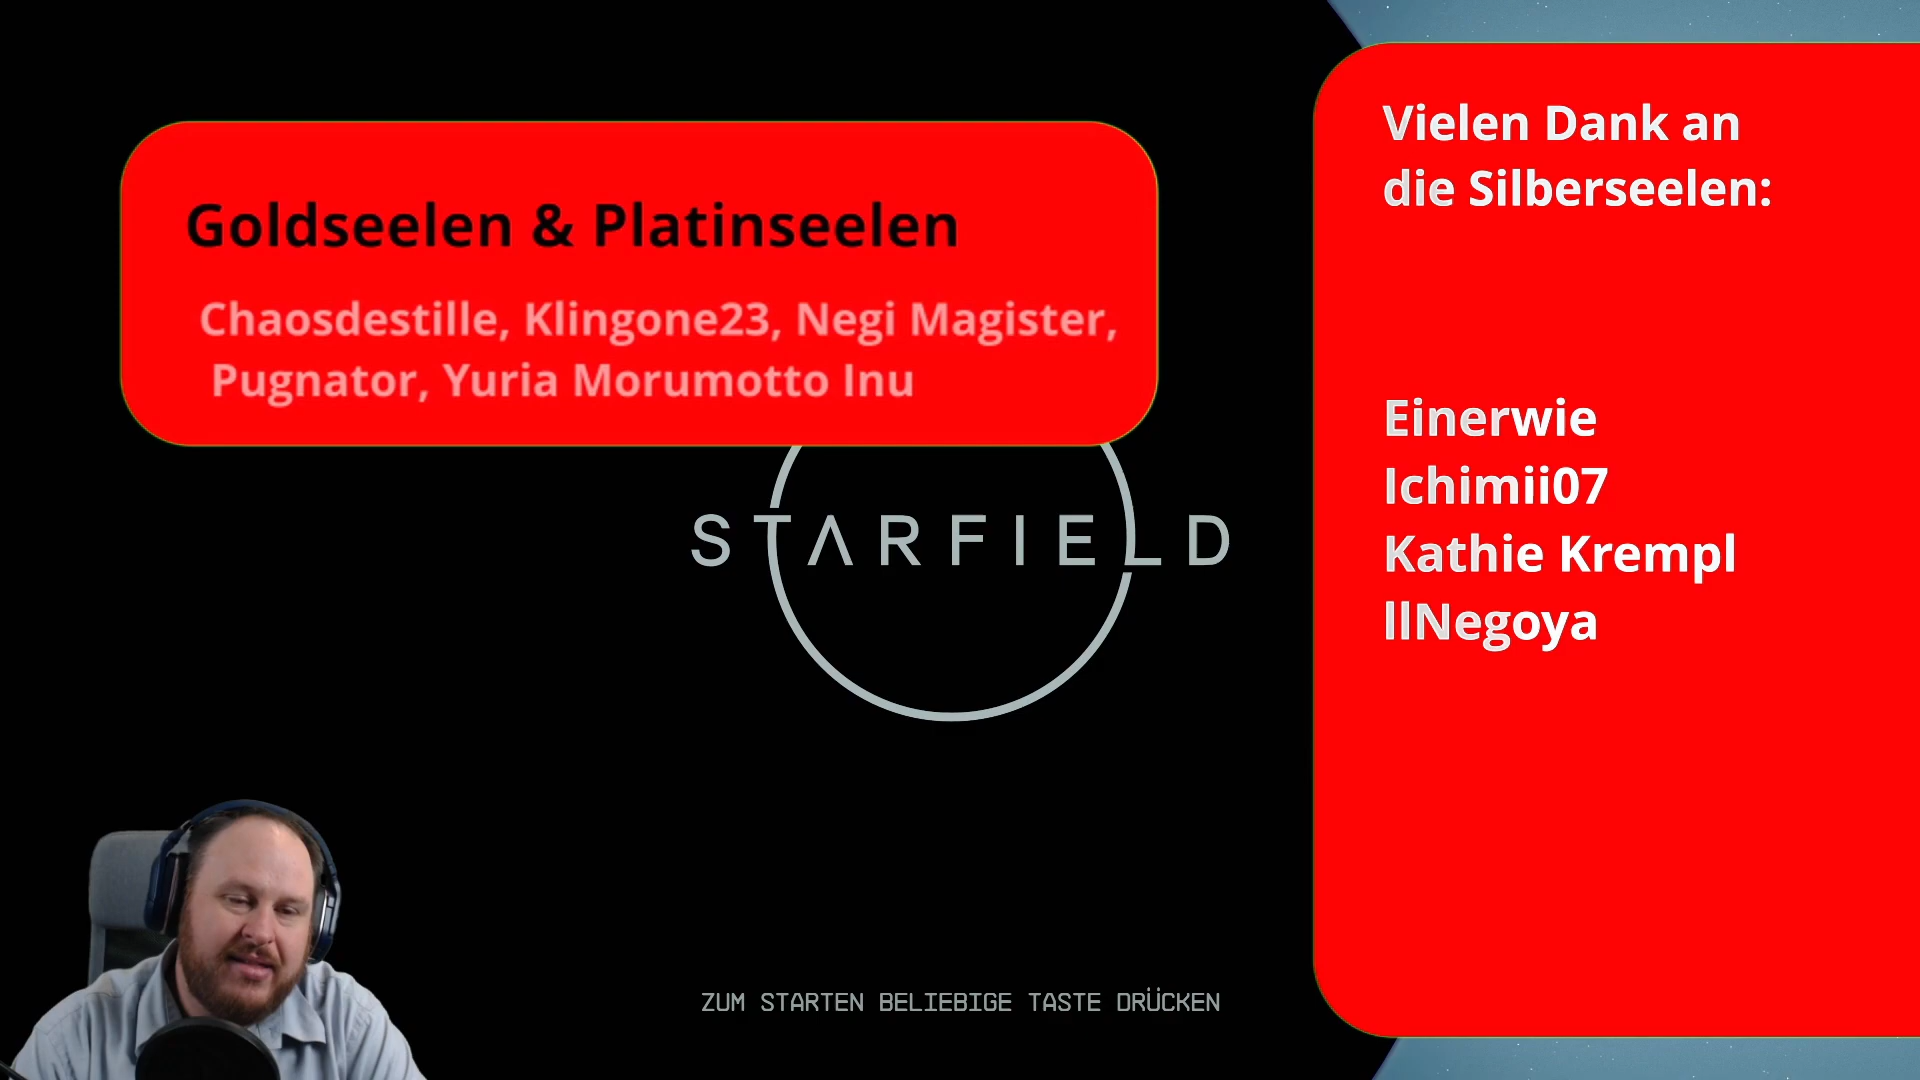 Goldseelen & Platinseelen
Chaosdestille, Klingone23, Negi Magister,
Pugnator, Yuria Morumotto Inu
STARFIELD
ZUM STARTEN BELIEBIGE TASTE DRÜCKEN
Vielen Dank an
die Silberseelen:
Einerwie
Ichimii07
Kathie Krempl
llNegoya